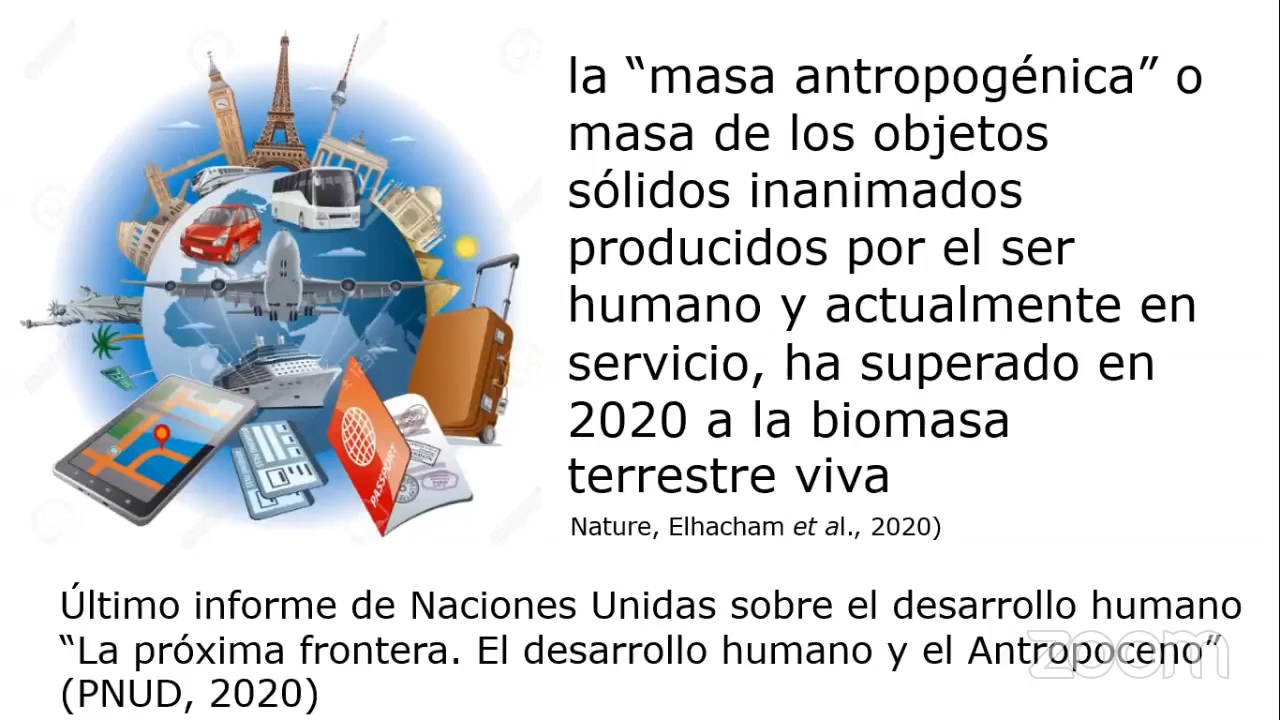 la “masa antropogénica” o
masa de los objetos
sólidos inanimados
producidos por el ser
humano y actualmente en
servicio, ha superado en
2020 a la biomasa
terrestre viva
Nature, Elhacham et al., 2020)
PASSPORT
Último informe de Naciones Unidas sobre el desarrollo humano
“La próxima frontera. El desarrollo humano y el Antropoceno”
(PNUD, 2020)
zoom